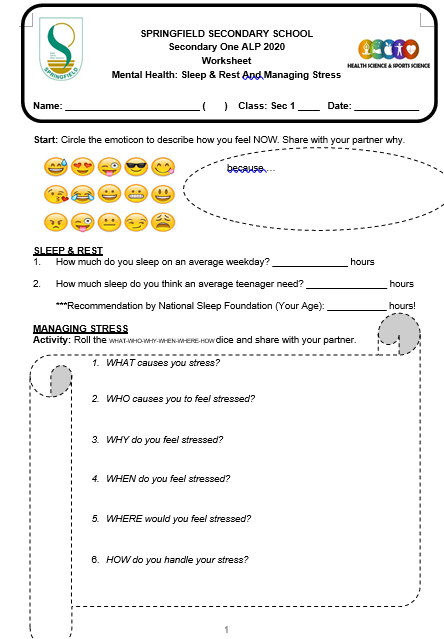 SPRINGFIELD
SPRINGFIELD SECONDARY SCHOOL
Secondary One ALP 2020
Worksheet
Mental Health: Sleep & Rest And Managing Stress
HEALTH SCIENCE & SPORTS SCIENCE
Name: ________________________ (      )  Class: Sec 1 ____  Date: ____________
Start: Circle the emoticon to describe how you feel NOW. Share with your partner why.
because....
SLEEP & REST
1. How much do you sleep on an average weekday? ______________ hours
2. How much sleep do you think an average teenager need? _______________ hours
***Recommendation by National Sleep Foundation (Your Age): ___________ hours!
MANAGING STRESS
Activity: Roll the WHAT-WHO-WHY-WHEN-WHERE-HOW dice and share with your partner.
1. WHAT causes you stress?
2. WHO causes you to feel stressed?
3. WHY do you feel stressed?
4. WHEN do you feel stressed?
5. WHERE would you feel stressed?
6. HOW do you handle your stress?
1